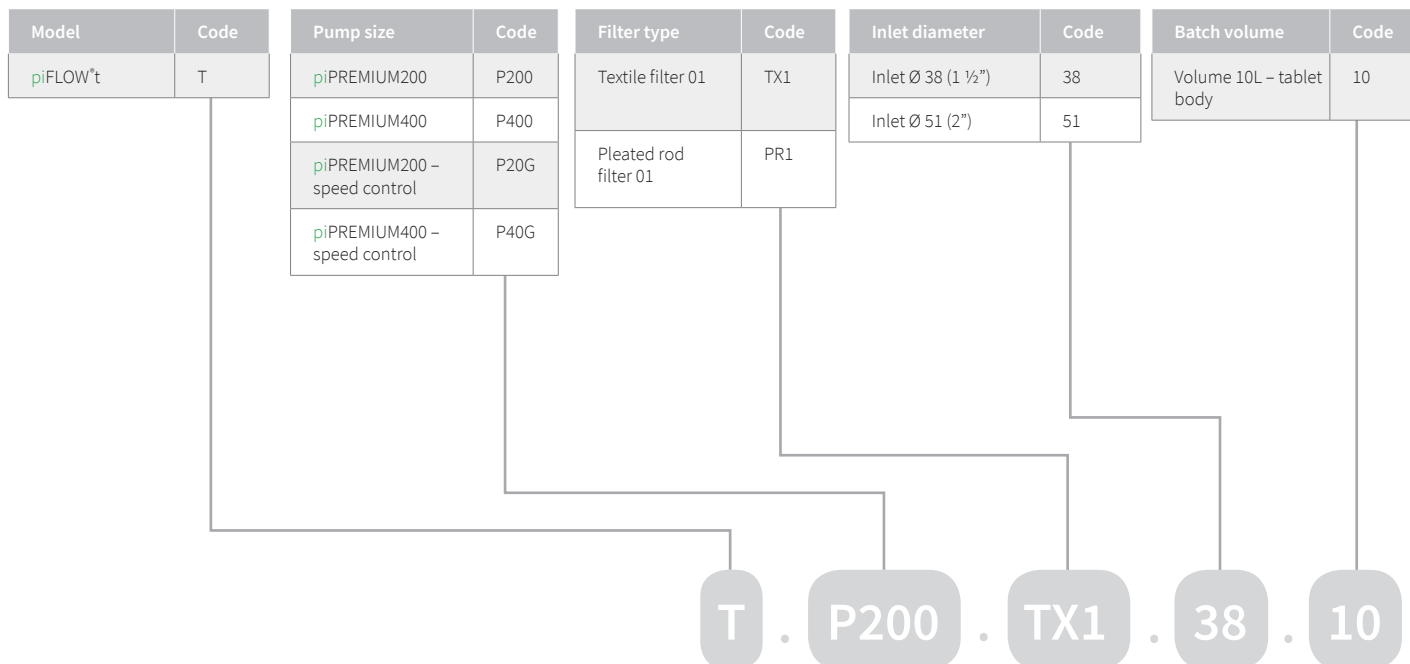 Model Code
piFLOW®t T
Pump size Code
piPREMIUM200 P200
piPREMIUM400 P400
piPREMIUM200 – P20G
speed control
piPREMIUM400 – P40G
speed control
Filter type Code
Textile filter 01 TX1
Pleated rod PR1
filter 01
Inlet diameter Code
Inlet Ø 38 (1 ½”) 38
Inlet Ø 51 (2”) 51
Batch volume Code
Volume 10L – tablet 10
body
T . P200 . TX1 . 38 . 10